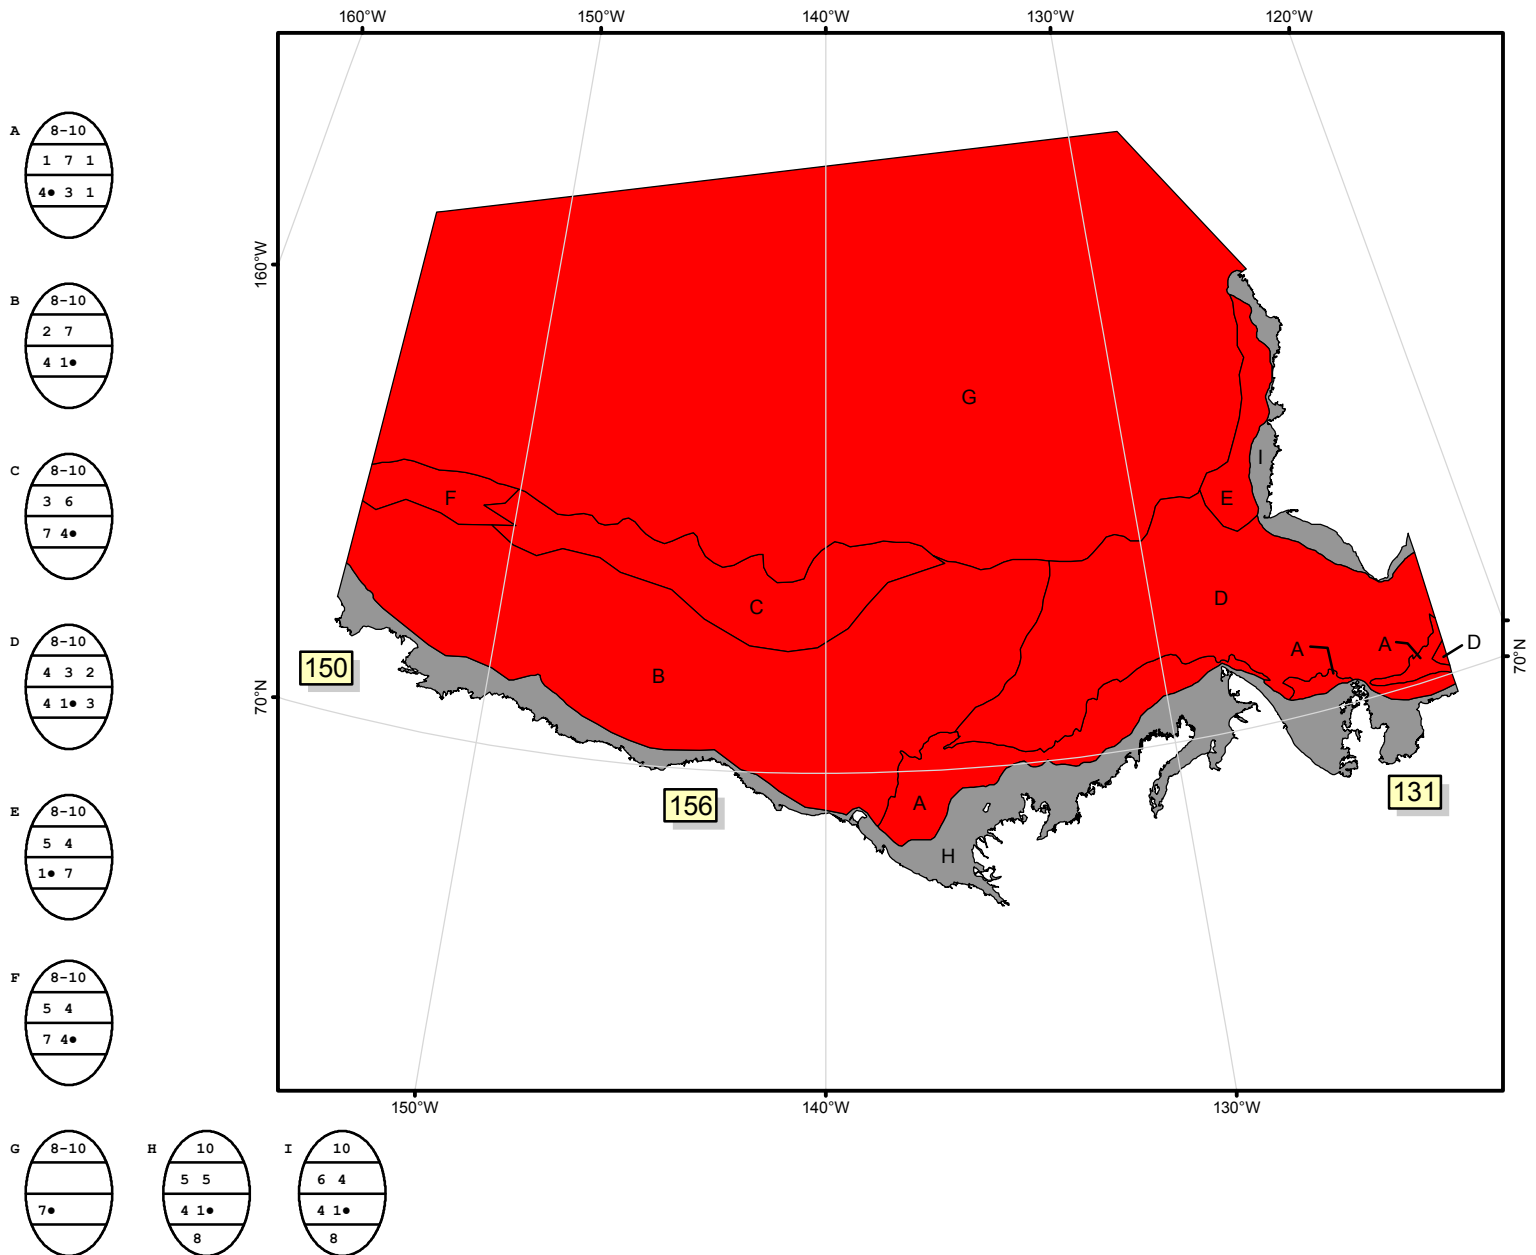 160°W 150°W 140°W 130°W 120°W
A
8-10
1 7 1
4• 3 1
B
8-10
2 7
4 1•
C
8-10
3 6
7 4•
D
8-10
4 3 2
4 1• 3
E
8-10
5 4
1• 7
F
8-10
5 4
7 4•
G
8-10
7•
H
10
5 5
4 1•
8
I
10
6 4
4 1•
8
160°W
70°N
70°N
G
I
F
E
C
D
B
A
A
D
A
H
150
156
131
150°W 140°W 130°W